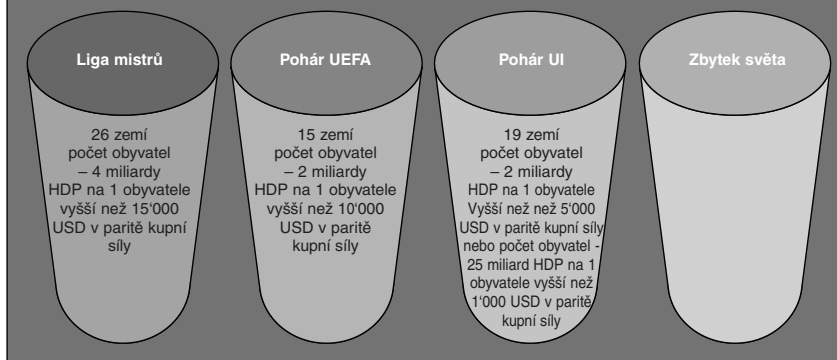 Liga mistrů
26 zemí
počet obyvatel
– 4 miliardy
HDP na 1 obyvatele
vyšší než 15‘000
USD v paritě kupní
síly
Pohár UEFA
15 zemí
počet obyvatel
– 2 miliardy
HDP na 1 obyvatele
vyšší než 10‘000
USD v paritě
kupní síly
Pohár UI
19 zemí
počet obyvatel
– 2 miliardy
HDP na 1 obyvatele
Vyšší než než 5‘000
USD v paritě kupní síly
nebo počet obyvatel -
25 miliard HDP na 1
obyvatele vyšší než
1‘000 USD v paritě
kupní síly
Zbytek světa